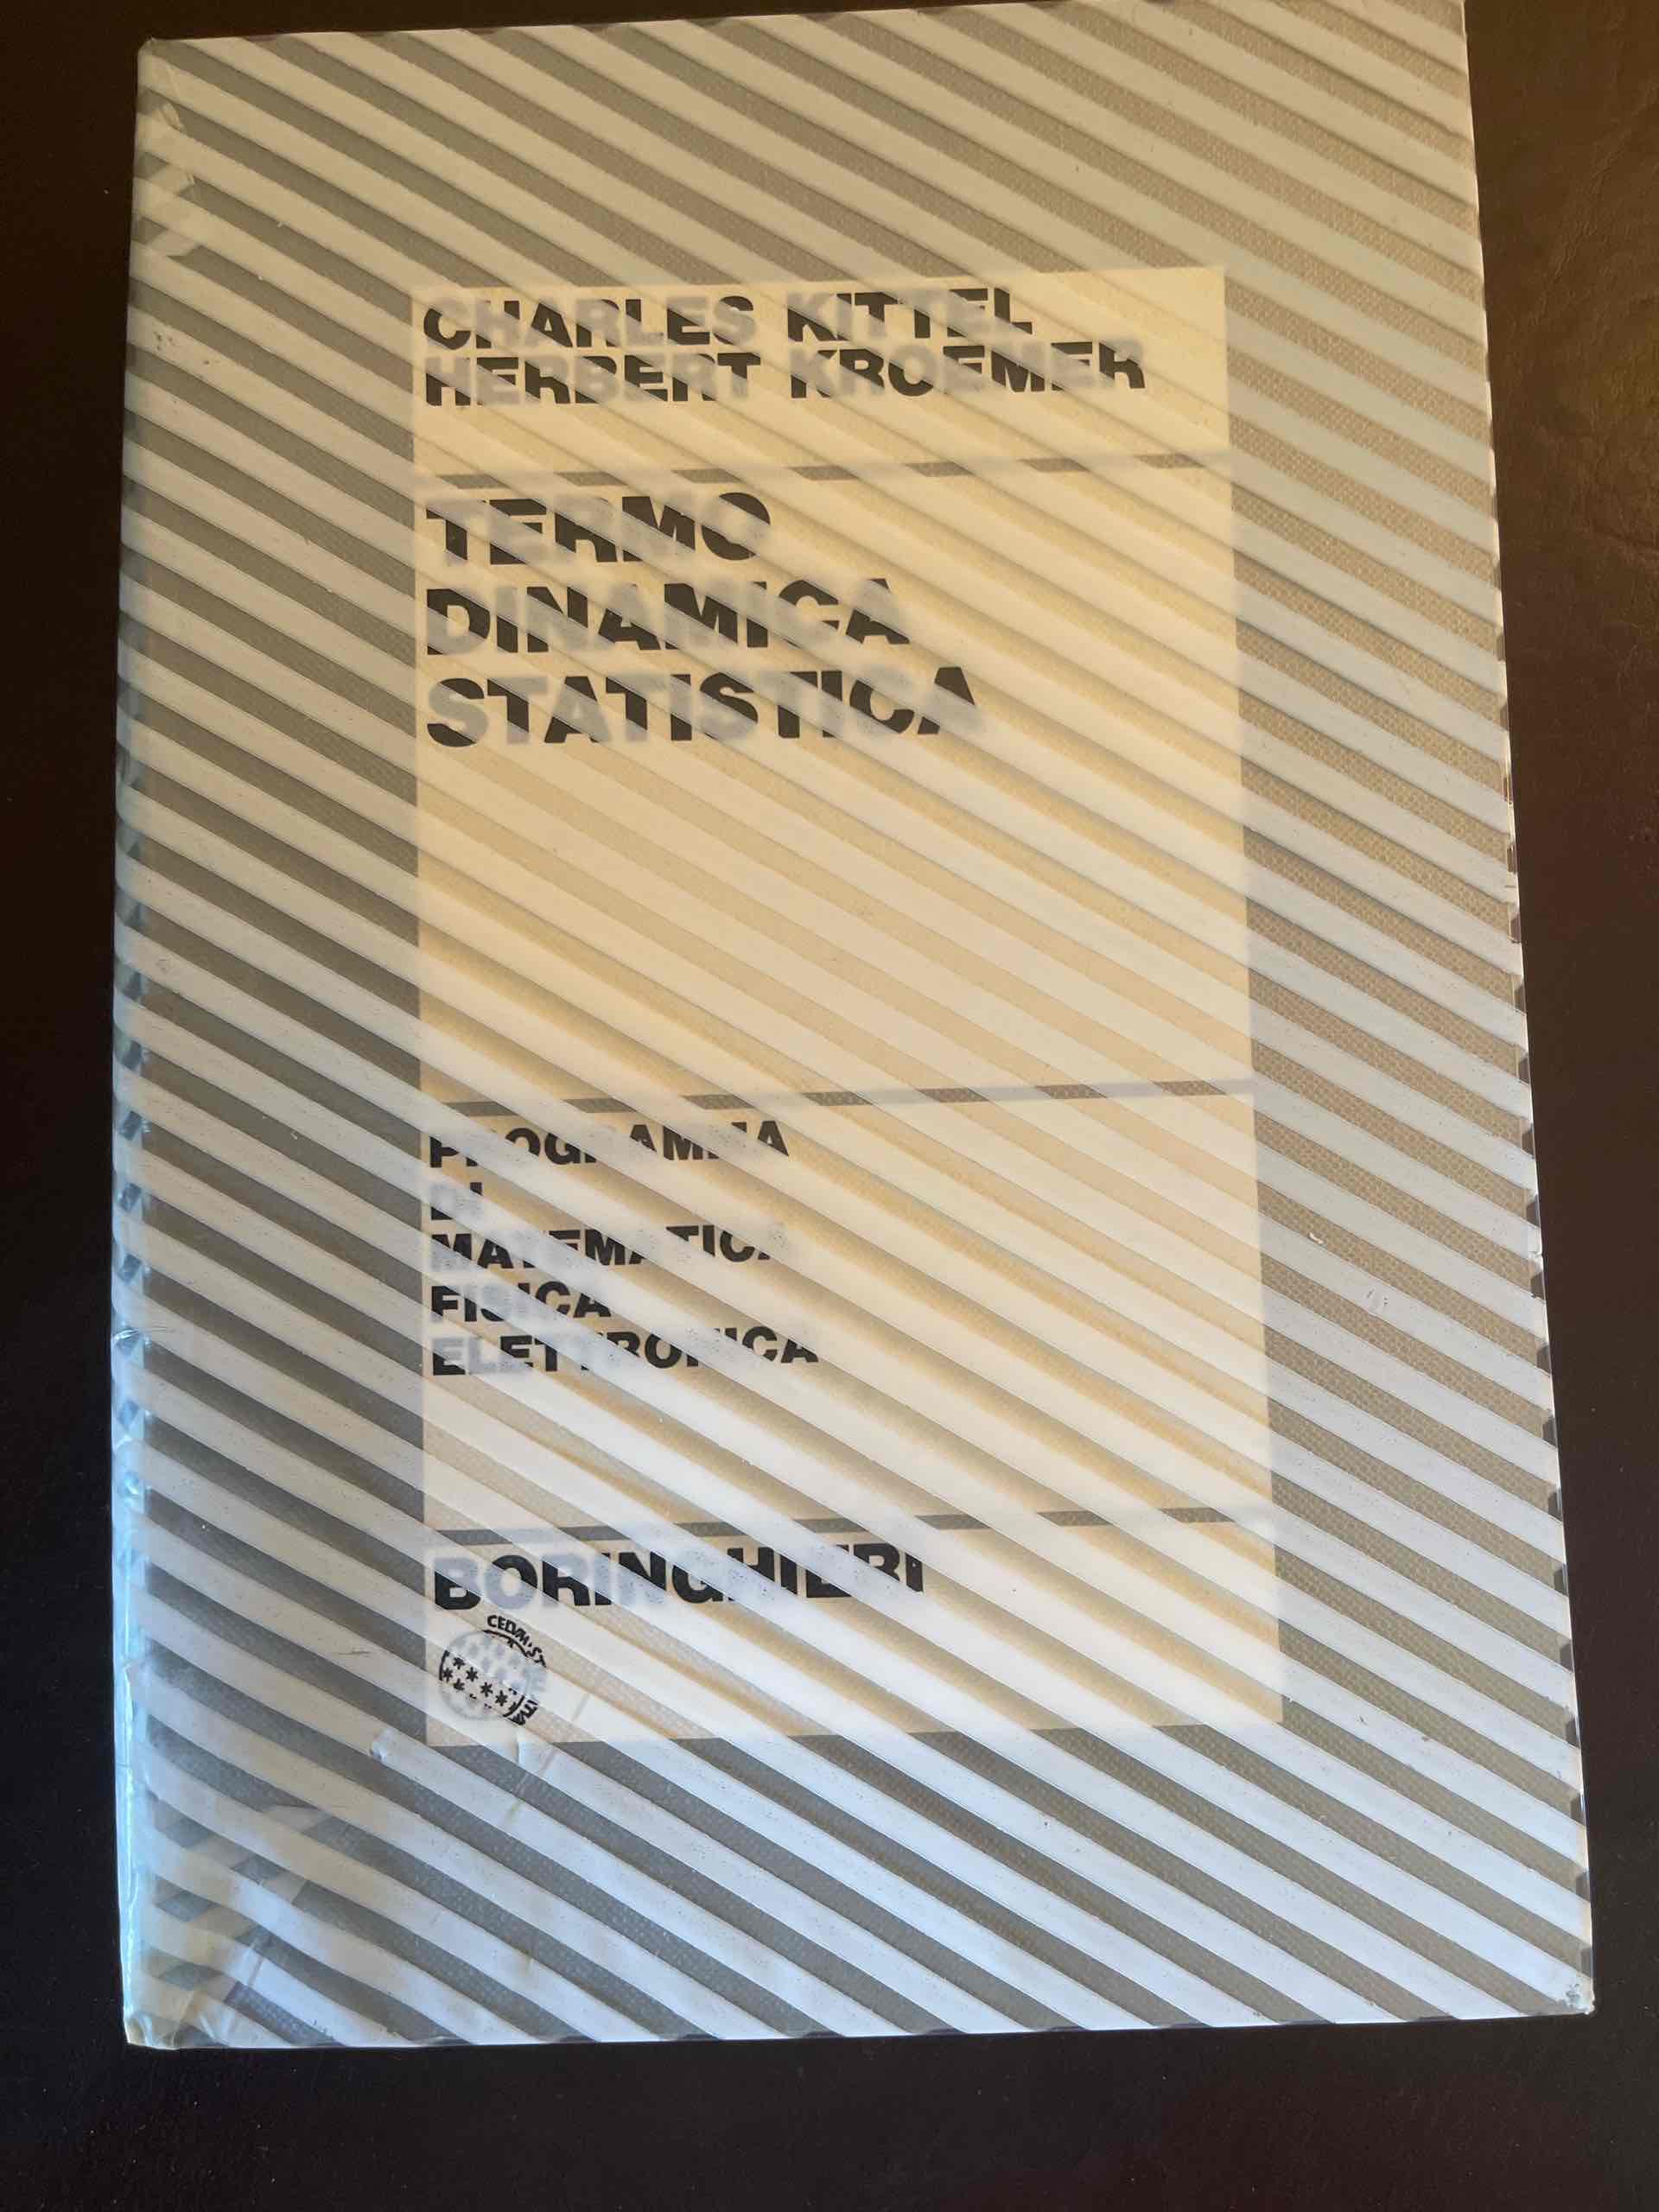 CHARLES KITTEL
HERBERT KROEMER
TERMO
DINAMICA
STATISTICA
PROGRAMMA
DI
MATEMATICA
FISICA
ELETTRONICA
BORINGHIERI